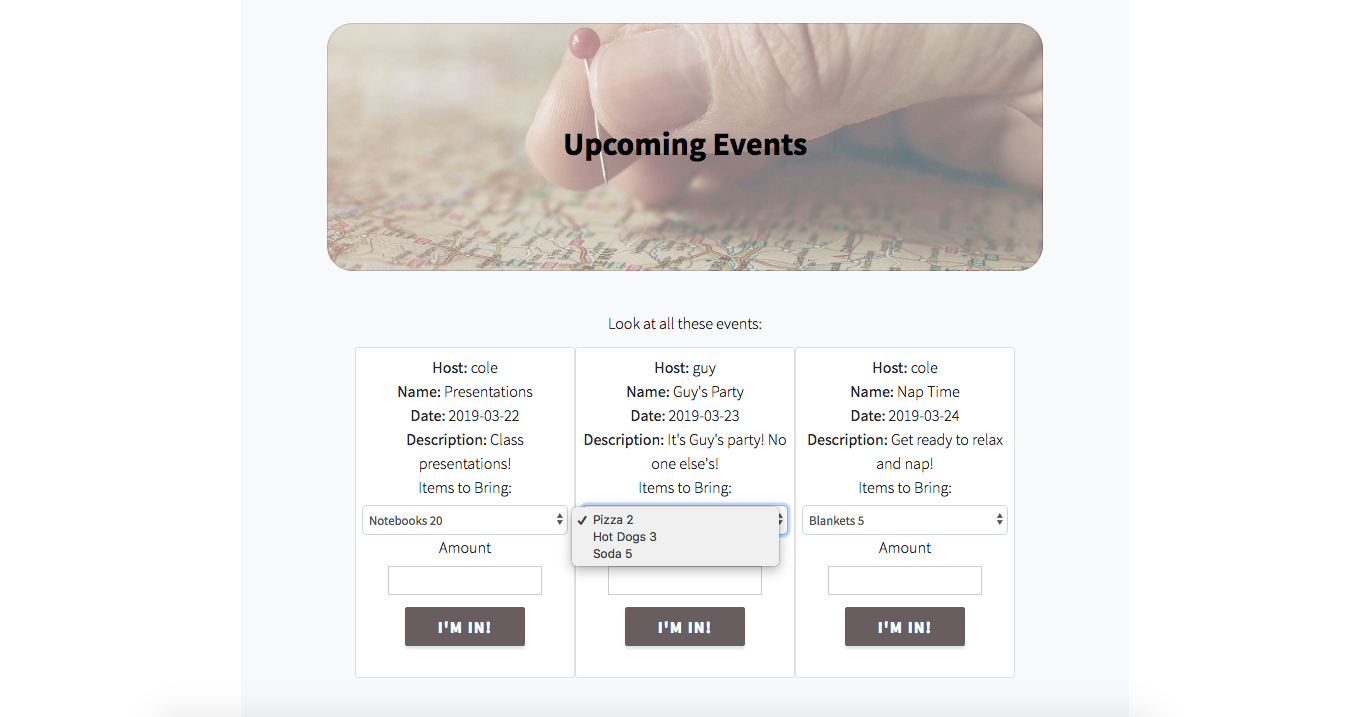 Upcoming Events
Look at all these events:
Host: cole
Name: Presentations
Date: 2019-03-22
Description: Class
presentations!
Items to Bring:
Notebooks 20
Amount
I'M IN!
Host: guy
Name: Guy's Party
Date: 2019-03-23
Description: It's Guy's party! No
one else's!
Items to Bring:
✓ Pizza 2
Hot Dogs 3
Soda 5
I'M IN!
Host: cole
Name: Nap Time
Date: 2019-03-24
Description: Get ready to relax
and nap!
Items to Bring:
Blankets 5
Amount
I'M IN!